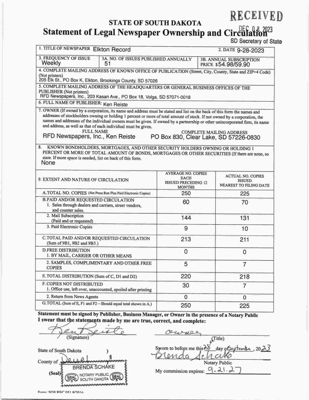 RECEIVED
DEC 04 2023
SD Secretary of State
STATE OF SOUTH DAKOTA
Statement of Legal Newspaper Ownership and Circulation
1. TITLE OF NEWSPAPER Elkton Record
2. DATE 9-28-2023
3. FREQUENCY OF ISSUE
Weekly
3A. NO. OF ISSUES PUBLISHED ANNUALLY
51
3B. ANNUAL SUBSCRIPTION
PRICE $54.98/59.90
4. COMPLETE MAILING ADDRESS OF KNOWN OFFICE OF PUBLICATION (Street, City, County, State and ZIP+4 Code)
(Not printers)
205 Elk St, PO Box K, Elkton, Brookings County, SD 57026
5. COMPLETE MAILING ADDRESS OF THE HEADQUARTERS OR GENERAL BUSINESS OFFICES OF THE
PUBLISHERS (Not printers)
RFD Newspapers, Inc., 203 Kasan Ave., PO Box 18, Volga, SD 57071-0018
6. FULL NAME OF PUBLISHER: Ken Reiste
7. OWNER (If owned by a corporation, its name and address must be stated and list on the back of this form the names and
addresses of stockholders owning or holding 1 percent or more of total amount of stock. If not owned by a corporation, the
names and addresses of the individual owners must be given. If owned by a partnership or other unincorporated firm, its name
and address, as well as that of each individual must be given.
FULL NAME
COMPLETE MAILING ADDRESS
RFD Newspapers, Inc., Ken Reiste
PO Box 830, Clear Lake, SD 57226-0830
8. KNOWN BONDHOLDERS, MORTGAGES, AND OTHER SECURITY HOLDERS OWNING OR HOLDING 1
PERCENT OR MORE OF TOTAL AMOUNT OF BONDS, MORTGAGES OR OTHER SECURITIES (If there are none, so
state. If more space is needed, list on back of this form.
None
9. EXTENT AND NATURE OF CIRCULATION
AVERAGE NO. COPIES
EACH
ISSUED PRECEDING 12
MONTHS
ACTUAL NO. COPIES
ISSUED
NEAREST TO FILING DATE
A. TOTAL NO. COPIES (Net Press Run Plus Paid Electronic Copies) 250 225
B. PAID AND/OR REQUESTED CIRCULATION
1. Sales through dealers and carriers, street vendors,
and counter sales. 60 70
2. Mail Subscription
(Paid and or requested) 144 131
3. Paid Electronic Copies 9 10
C. TOTAL PAID AND/OR REQUESTED CIRCULATION
(Sum of 9B1, 9B2 and 9B3.) 213 211
D. FREE DISTRIBUTION
1. BY MAIL, CARRIER OR OTHER MEANS 0 0
2. SAMPLES, COMPLIMENTARY AND OTHER FREE
COPIES 5 7
E. TOTAL DISTRIBUTION (Sum of C, D1 and D2) 220 218
F. COPIES NOT DISTRIBUTED
1. Office use, left over, unaccounted, spoiled after printing 30 7
2. Return from News Agents 0 0
G. TOTAL (Sum of E, F1 and F2 – Should equal total shown in A.) 250 225
Statement must be signed by Publisher, Business Manager, or Owner in the presence of a Notary Public
I swear that the statements made by me are true, correct, and complete:
Ken Reiste
owner
(Signature)
(Title)
State of South Dakota
Sworn to before me this 28 day September, 2023
County of Deuel
Brenda Schake
Notary Public
(Seal)
BRENDA SCHAKE
NOTARY PUBLIC
SOUTH DAKOTA
My commission expires 9-21-27